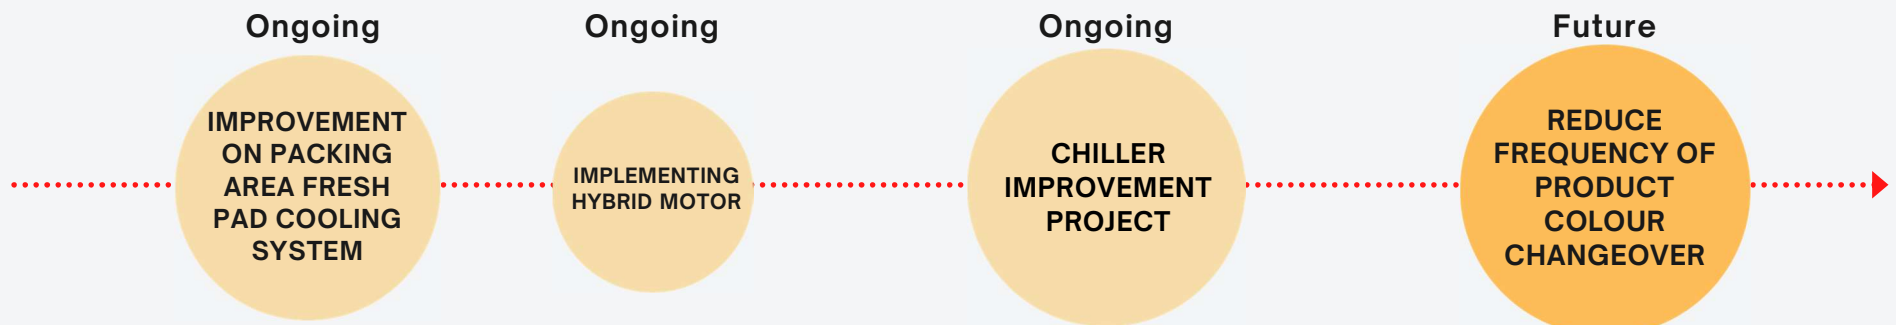 Ongoing
IMPROVEMENT
ON PACKING
AREA FRESH
PAD COOLING
SYSTEM
Ongoing
IMPLEMENTING
HYBRID MOTOR
Ongoing
CHILLER
IMPROVEMENT
PROJECT
Future
REDUCE
FREQUENCY OF
PRODUCT
COLOUR
CHANGEOVER